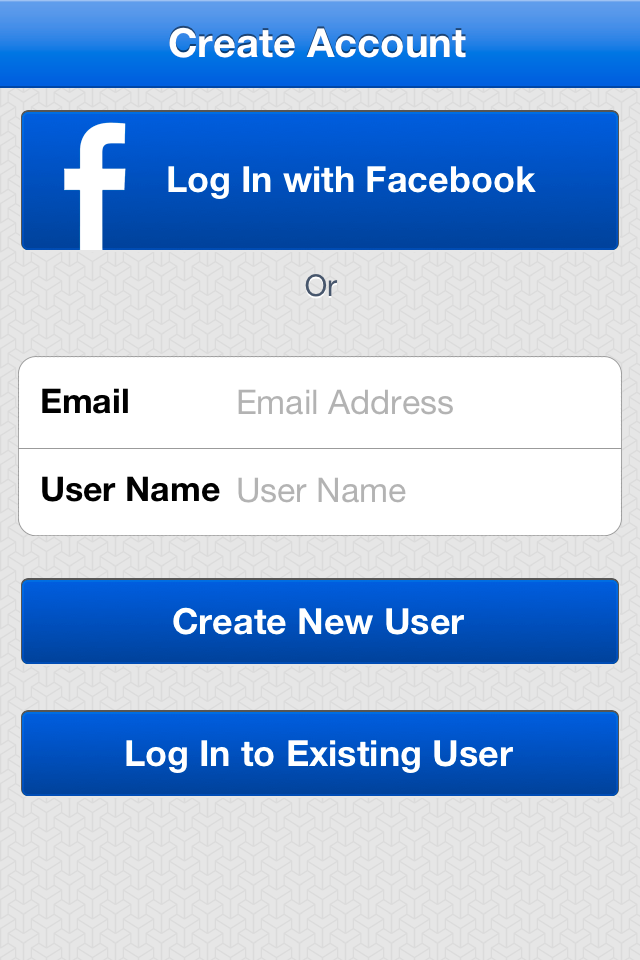 Create Account
f
Log In with Facebook
Or
Email Email Address
User Name User Name
Create New User
Log In to Existing User